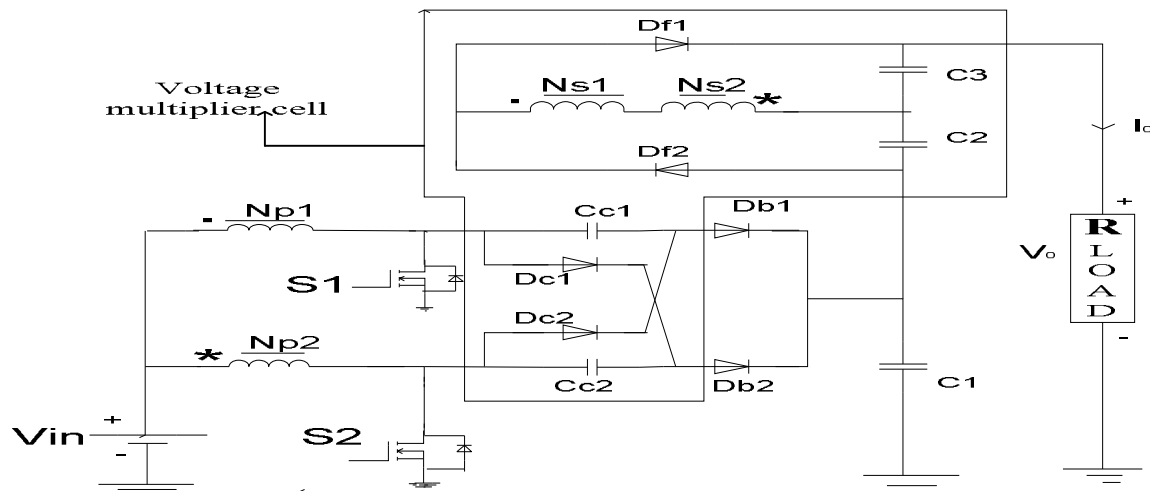 Df1
C3
Ns1
Ns2
*
-
Voltage
multiplier cell
C2
Io
Df2
Np1
-
Cc1
Db1
+
R
L
O
A
D
-
Vo
S1
Dc1
Dc2
Np2
*
Cc2
Db2
C1
Vin
+
-
S2